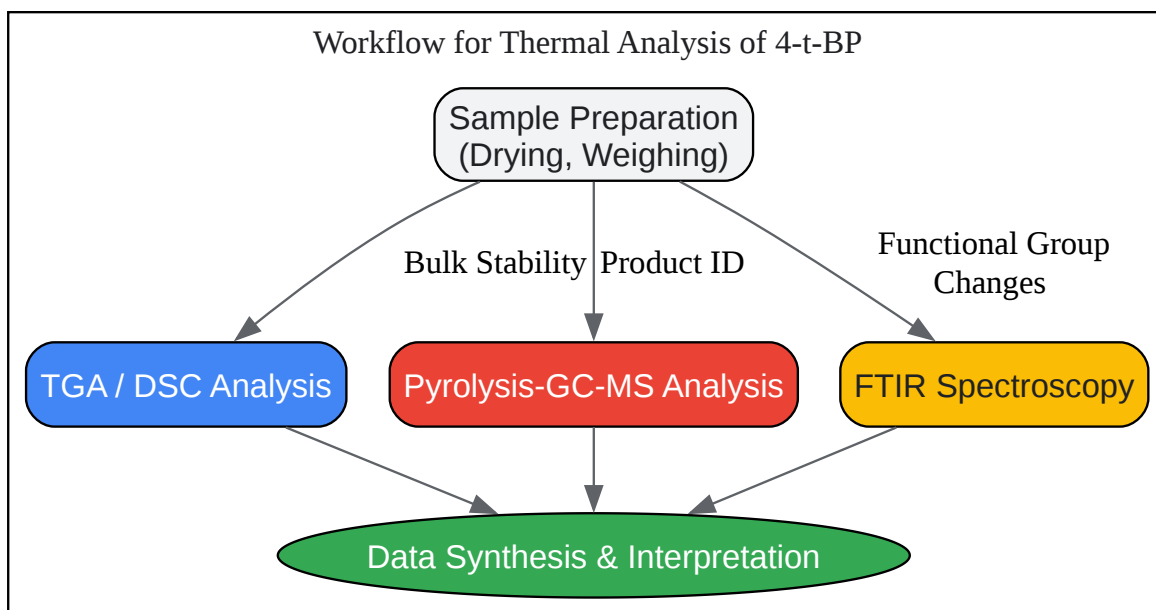 Workflow for Thermal Analysis of 4-t-BP
Sample Preparation
(Drying, Weighing)
Bulk Stability
Product ID
Functional Group
Changes
TGA / DSC Analysis
Pyrolysis-GC-MS Analysis
FTIR Spectroscopy
Data Synthesis & Interpretation